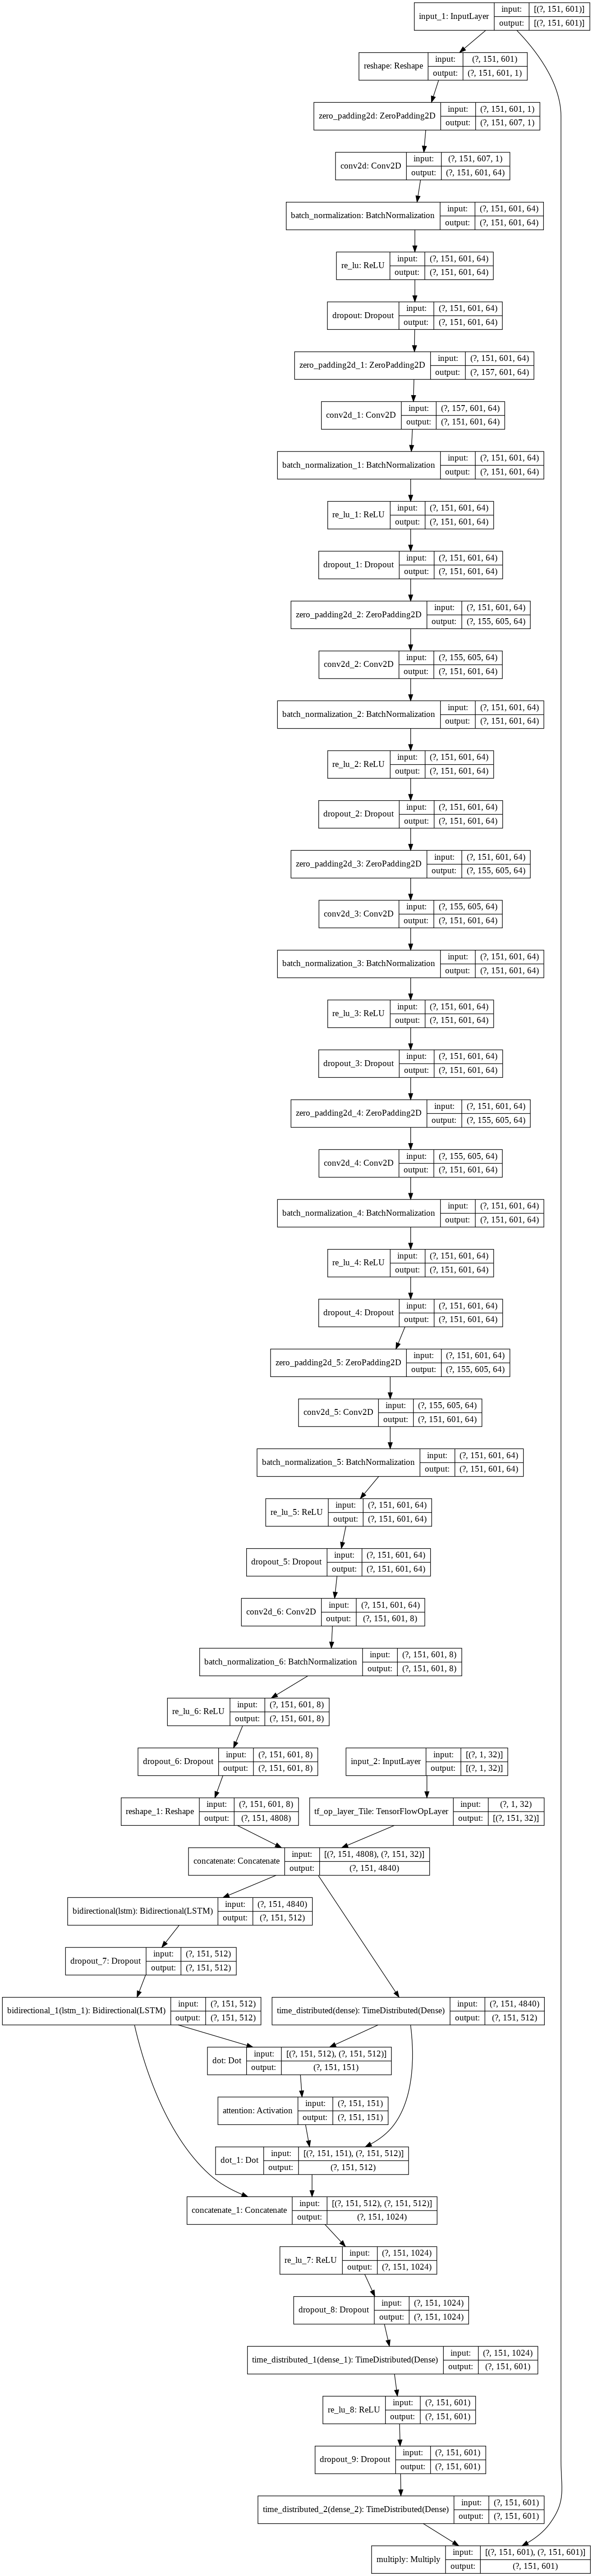 input_1: InputLayer
input:
[(?, 151, 601)]
output:
[(?, 151, 601)]
reshape: Reshape
input:
(?, 151, 601)
output:
(?, 151, 601, 1)
zero_padding2d: ZeroPadding2D
input:
(?, 151, 601, 1)
output:
(?, 151, 607, 1)
conv2d: Conv2D
input:
(?, 151, 607, 1)
output:
(?, 151, 601, 64)
batch_normalization: BatchNormalization
input:
(?, 151, 601, 64)
output:
(?, 151, 601, 64)
re_lu: ReLU
input:
(?, 151, 601, 64)
output:
(?, 151, 601, 64)
dropout: Dropout
input:
(?, 151, 601, 64)
output:
(?, 151, 601, 64)
zero_padding2d_1: ZeroPadding2D
input:
(?, 151, 601, 64)
output:
(?, 157, 601, 64)
conv2d_1: Conv2D
input:
(?, 157, 601, 64)
output:
(?, 151, 601, 64)
batch_normalization_1: BatchNormalization
input:
(?, 151, 601, 64)
output:
(?, 151, 601, 64)
re_lu_1: ReLU
input:
(?, 151, 601, 64)
output:
(?, 151, 601, 64)
dropout_1: Dropout
input:
(?, 151, 601, 64)
output:
(?, 151, 601, 64)
zero_padding2d_2: ZeroPadding2D
input:
(?, 151, 601, 64)
output:
(?, 155, 605, 64)
conv2d_2: Conv2D
input:
(?, 155, 605, 64)
output:
(?, 151, 601, 64)
batch_normalization_2: BatchNormalization
input:
(?, 151, 601, 64)
output:
(?, 151, 601, 64)
re_lu_2: ReLU
input:
(?, 151, 601, 64)
output:
(?, 151, 601, 64)
dropout_2: Dropout
input:
(?, 151, 601, 64)
output:
(?, 151, 601, 64)
zero_padding2d_3: ZeroPadding2D
input:
(?, 151, 601, 64)
output:
(?, 155, 605, 64)
conv2d_3: Conv2D
input:
(?, 155, 605, 64)
output:
(?, 151, 601, 64)
batch_normalization_3: BatchNormalization
input:
(?, 151, 601, 64)
output:
(?, 151, 601, 64)
re_lu_3: ReLU
input:
(?, 151, 601, 64)
output:
(?, 151, 601, 64)
dropout_3: Dropout
input:
(?, 151, 601, 64)
output:
(?, 151, 601, 64)
zero_padding2d_4: ZeroPadding2D
input:
(?, 151, 601, 64)
output:
(?, 155, 605, 64)
conv2d_4: Conv2D
input:
(?, 155, 605, 64)
output:
(?, 151, 601, 64)
batch_normalization_4: BatchNormalization
input:
(?, 151, 601, 64)
output:
(?, 151, 601, 64)
re_lu_4: ReLU
input:
(?, 151, 601, 64)
output:
(?, 151, 601, 64)
dropout_4: Dropout
input:
(?, 151, 601, 64)
output:
(?, 151, 601, 64)
zero_padding2d_5: ZeroPadding2D
input:
(?, 151, 601, 64)
output:
(?, 155, 605, 64)
conv2d_5: Conv2D
input:
(?, 155, 605, 64)
output:
(?, 151, 601, 64)
batch_normalization_5: BatchNormalization
input:
(?, 151, 601, 64)
output:
(?, 151, 601, 64)
re_lu_5: ReLU
input:
(?, 151, 601, 64)
output:
(?, 151, 601, 64)
dropout_5: Dropout
input:
(?, 151, 601, 64)
output:
(?, 151, 601, 64)
conv2d_6: Conv2D
input:
(?, 151, 601, 64)
output:
(?, 151, 601, 8)
batch_normalization_6: BatchNormalization
input:
(?, 151, 601, 8)
output:
(?, 151, 601, 8)
re_lu_6: ReLU
input:
(?, 151, 601, 8)
output:
(?, 151, 601, 8)
dropout_6: Dropout
input:
(?, 151, 601, 8)
output:
(?, 151, 601, 8)
input_2: InputLayer
input:
[(?, 1, 32)]
output:
[(?, 1, 32)]
reshape_1: Reshape
input:
(?, 151, 601, 8)
output:
(?, 151, 4808)
tf_op_layer_Tile: TensorFlowOpLayer
input:
(?, 1, 32)
output:
[(?, 151, 32)]
concatenate: Concatenate
input:
[(?, 151, 4808), (?, 151, 32)]
output:
(?, 151, 4840)
bidirectional(lstm): Bidirectional(LSTM)
input:
(?, 151, 4840)
output:
(?, 151, 512)
dropout_7: Dropout
input:
(?, 151, 512)
output:
(?, 151, 512)
bidirectional_1(lstm_1): Bidirectional(LSTM)
input:
(?, 151, 512)
output:
(?, 151, 512)
time_distributed(dense): TimeDistributed(Dense)
input:
(?, 151, 4840)
output:
(?, 151, 512)
dot: Dot
input:
[(?, 151, 512), (?, 151, 512)]
output:
(?, 151, 151)
attention: Activation
input:
(?, 151, 151)
output:
(?, 151, 151)
dot_1: Dot
input:
[(?, 151, 151), (?, 151, 512)]
output:
(?, 151, 512)
concatenate_1: Concatenate
input:
[(?, 151, 512), (?, 151, 512)]
output:
(?, 151, 1024)
re_lu_7: ReLU
input:
(?, 151, 1024)
output:
(?, 151, 1024)
dropout_8: Dropout
input:
(?, 151, 1024)
output:
(?, 151, 1024)
time_distributed_1(dense_1): TimeDistributed(Dense)
input:
(?, 151, 1024)
output:
(?, 151, 601)
re_lu_8: ReLU
input:
(?, 151, 601)
output:
(?, 151, 601)
dropout_9: Dropout
input:
(?, 151, 601)
output:
(?, 151, 601)
time_distributed_2(dense_2): TimeDistributed(Dense)
input:
(?, 151, 601)
output:
(?, 151, 601)
multiply: Multiply
input:
[(?, 151, 601), (?, 151, 601)]
output:
(?, 151, 601)